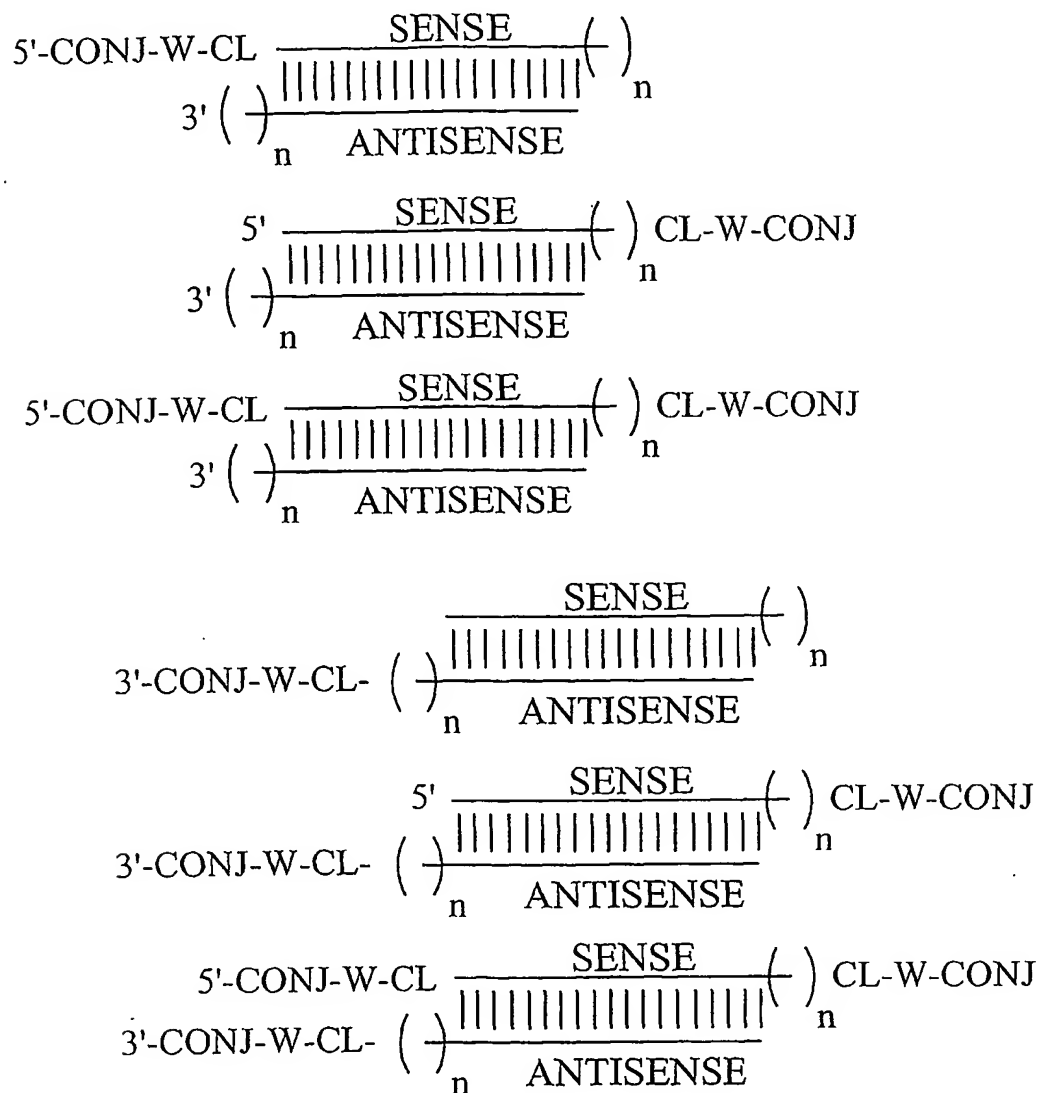 SENSE
5'-CONJ-W-CL ( )n
3' ( )n ANTISENSE
SENSE
5' ( )n CL-W-CONJ
3' ( )n ANTISENSE
SENSE
5'-CONJ-W-CL ( )n CL-W-CONJ
3' ( )n ANTISENSE
SENSE
( )n
3'-CONJ-W-CL- ( )n
ANTISENSE
SENSE
5' ( )n CL-W-CONJ
3'-CONJ-W-CL- ( )n
ANTISENSE
SENSE
5'-CONJ-W-CL ( )n CL-W-CONJ
3'-CONJ-W-CL- ( )n
ANTISENSE